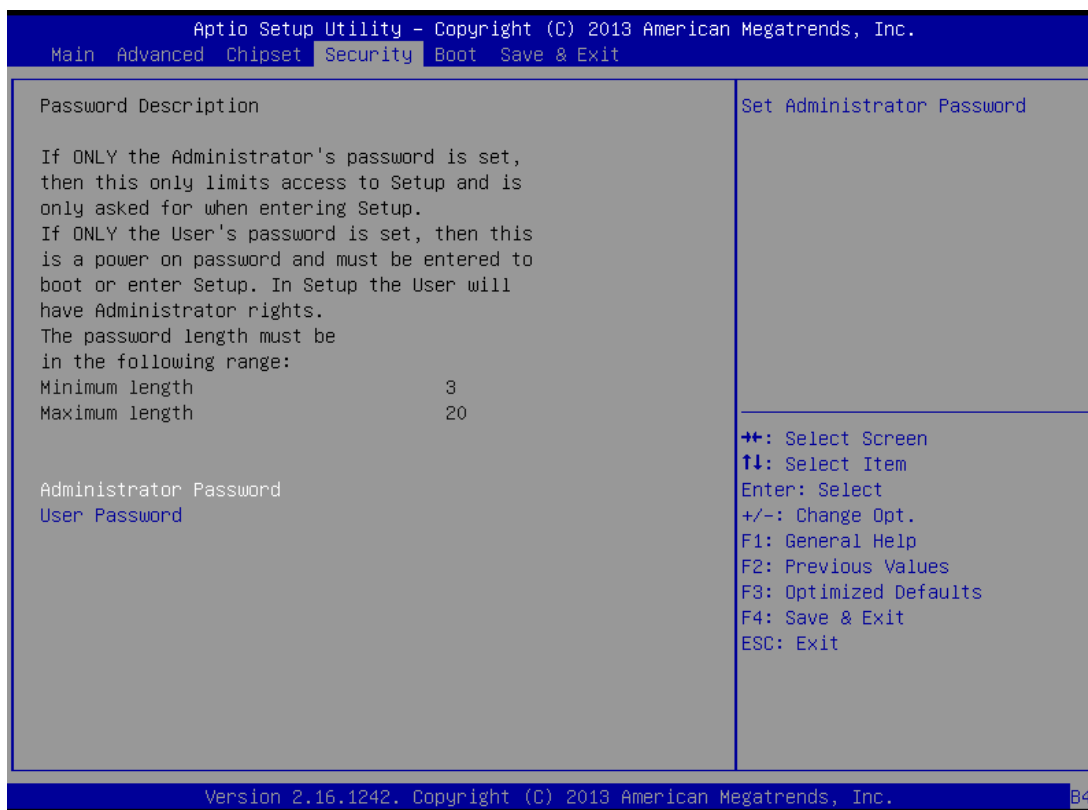 Aptio Setup Utility – Copyright (C) 2013 American Megatrends, Inc.
Main Advanced Chipset Security Boot Save & Exit
Password Description
If ONLY the Administrator's password is set,
then this only limits access to Setup and is
only asked for when entering Setup.
If ONLY the User's password is set, then this
is a power on password and must be entered to
boot or enter Setup. In Setup the User will
have Administrator rights.
The password length must be
in the following range:
Minimum length 3
Maximum length 20
Administrator Password
User Password
Set Administrator Password
→←: Select Screen
↑↓: Select Item
Enter: Select
+/-: Change Opt.
F1: General Help
F2: Previous Values
F3: Optimized Defaults
F4: Save & Exit
ESC: Exit
Version 2.16.1242. Copyright (C) 2013 American Megatrends, Inc.